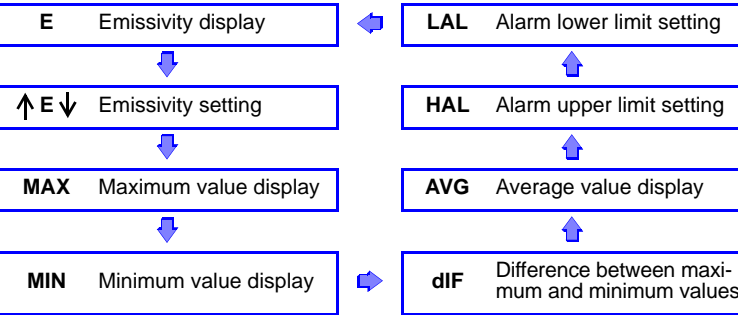 E Emissivity display
↑ E ↓ Emissivity setting
MAX Maximum value display
MIN Minimum value display
dIF Difference between maxi-
mum and minimum values
AVG Average value display
HAL Alarm upper limit setting
LAL Alarm lower limit setting